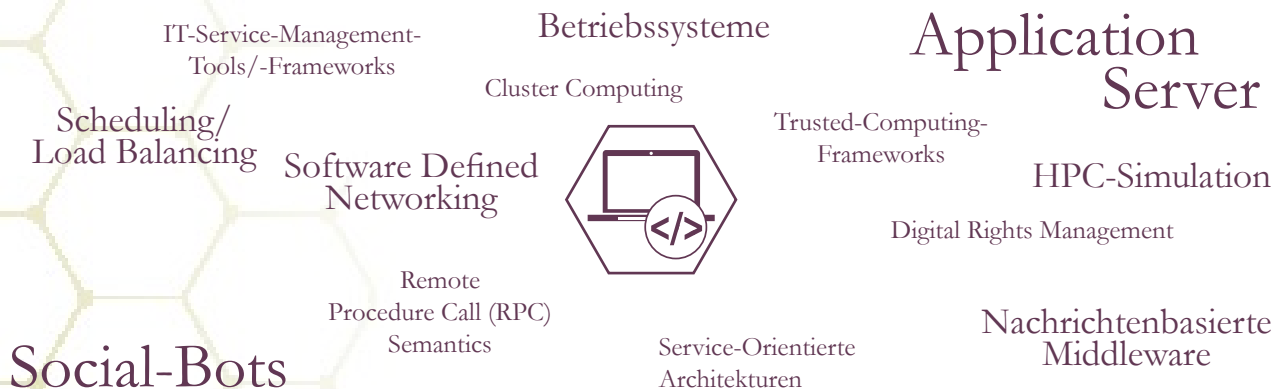 IT-Service-Management-
Tools/-Frameworks
Betriebssysteme
Application
Server
Cluster Computing
Scheduling/
Load Balancing
Trusted-Computing-
Frameworks
Software Defined
Networking
HPC-Simulation
</>
Digital Rights Management
Remote
Procedure Call (RPC)
Semantics
Nachrichtenbasierte
Middleware
Social-Bots
Service-Orientierte
Architekturen